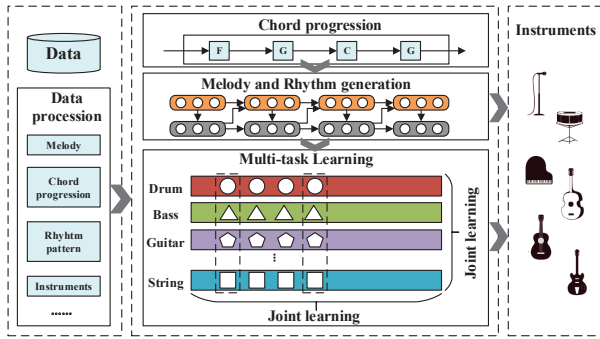 Data
Data
procession
Melody
Chord
progression
Rhyhtm
pattern
Instruments
......
Chord progression
F
G
C
G
Melody and Rhythm generation
Multi-task Learning
Drum
Bass
Guitar
...
String
Joint learning
Joint learning
Instruments